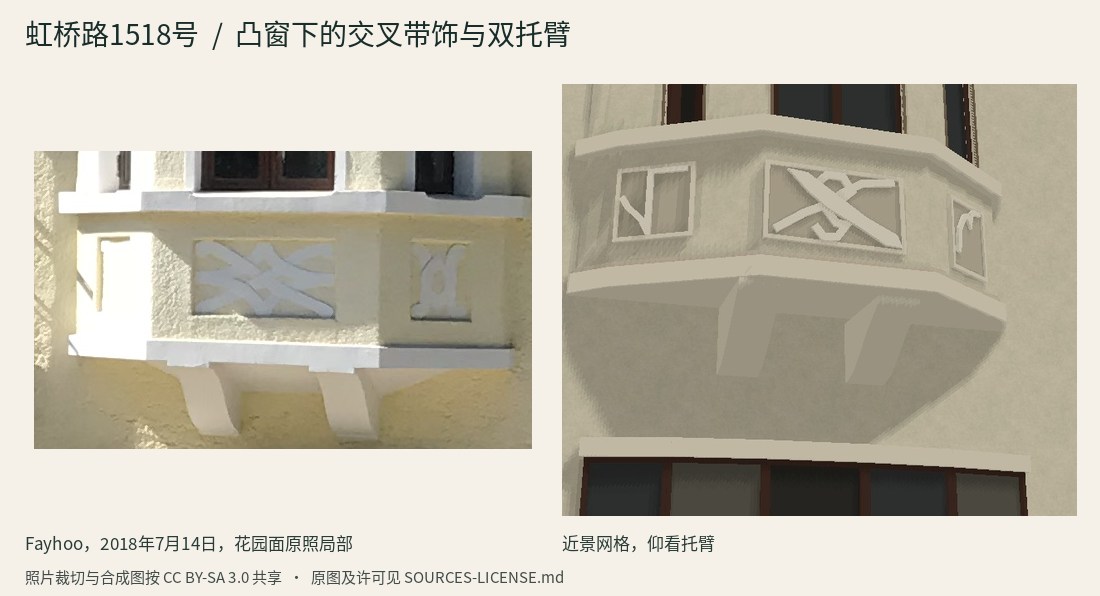 虹桥路1518号 / 凸窗下的交叉带饰与双托臂
Fayhoo，2018年7月14日，花园面原照局部
近景网格，仰看托臂
照片裁切与合成图按 CC BY-SA 3.0 共享 · 原图及许可见 SOURCES-LICENSE.md